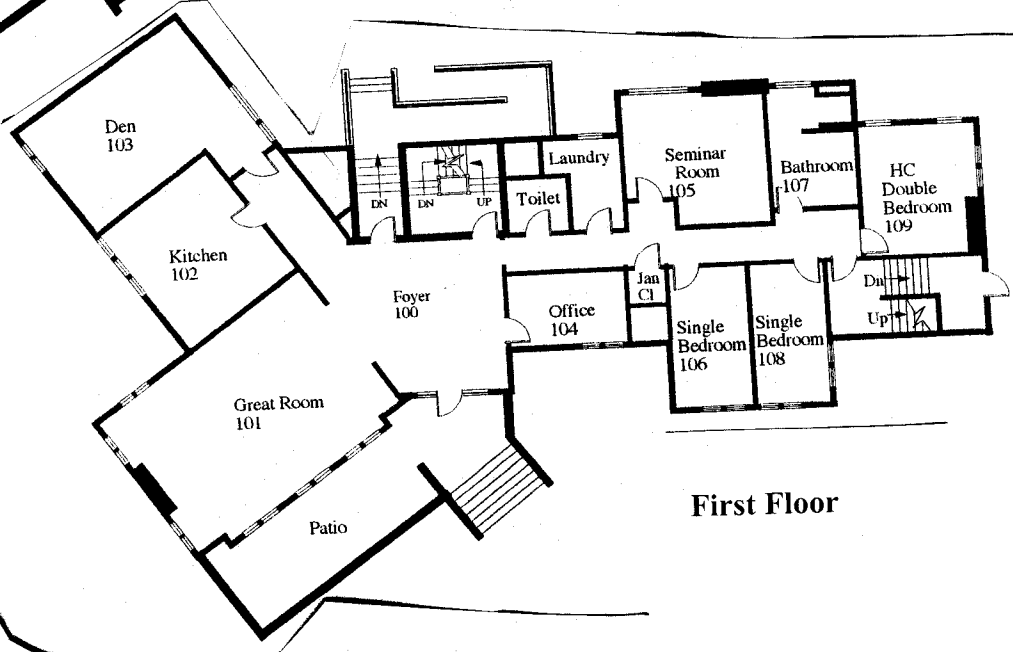 Den
103
Kitchen
102
Great Room
101
Patio
Foyer
100
DN
DN
UP
Toilet
Laundry
Seminar
Room
105
Bathroom
107
HC
Double
Bedroom
109
Office
104
Jan
Cl
Single
Bedroom
106
Single
Bedroom
108
Dn
Up
First Floor